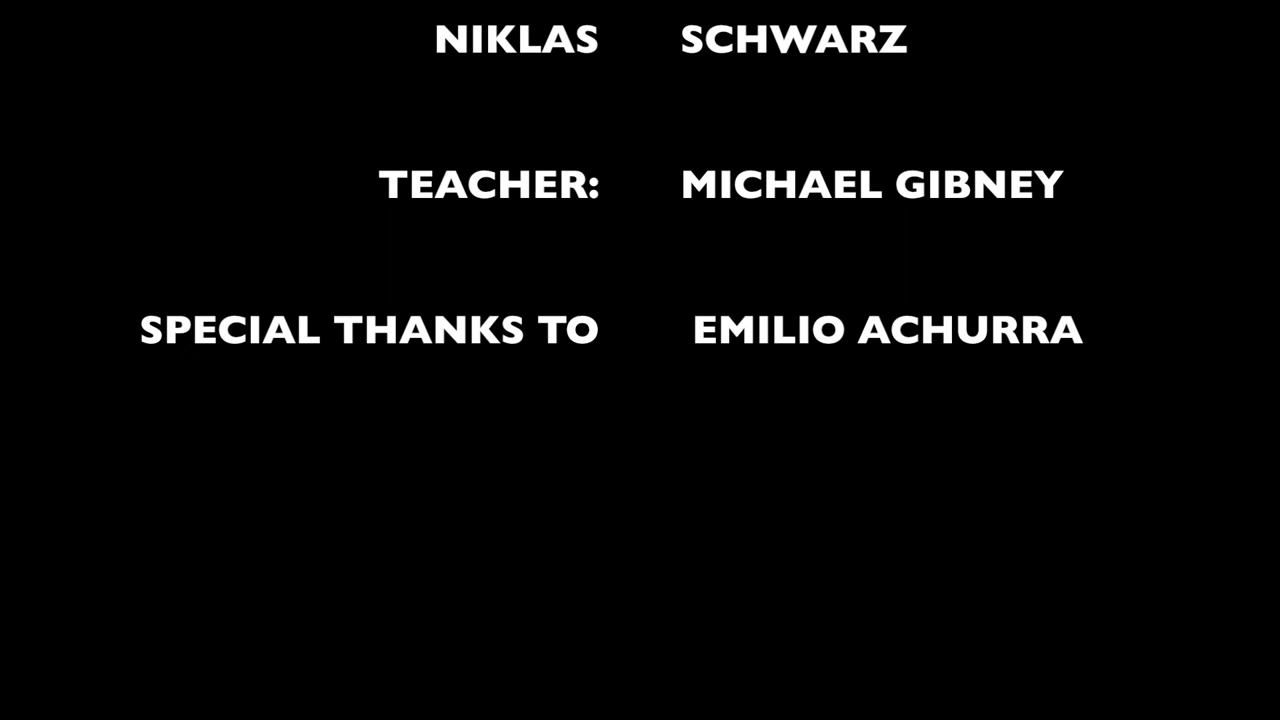 NIKLAS SCHWARZ
TEACHER: MICHAEL GIBNEY
SPECIAL THANKS TO EMILIO ACHURRA